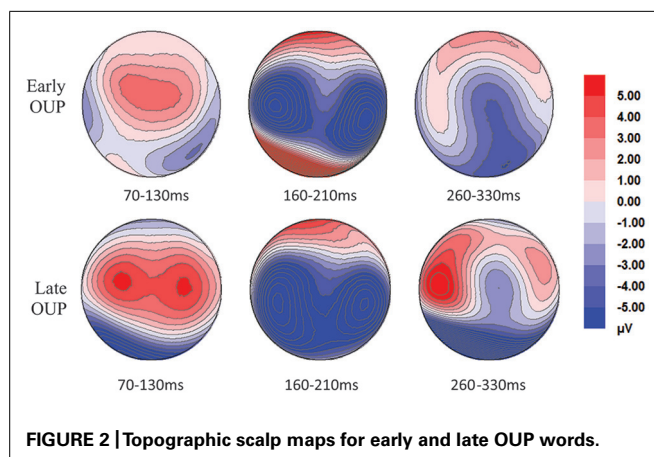 Early
OUP
70-130ms 160-210ms 260-330ms
Late
OUP
70-130ms 160-210ms 260-330ms
5.00
4.00
3.00
2.00
1.00
0.00
-1.00
-2.00
-3.00
-4.00
-5.00
µV
FIGURE 2 | Topographic scalp maps for early and late OUP words.